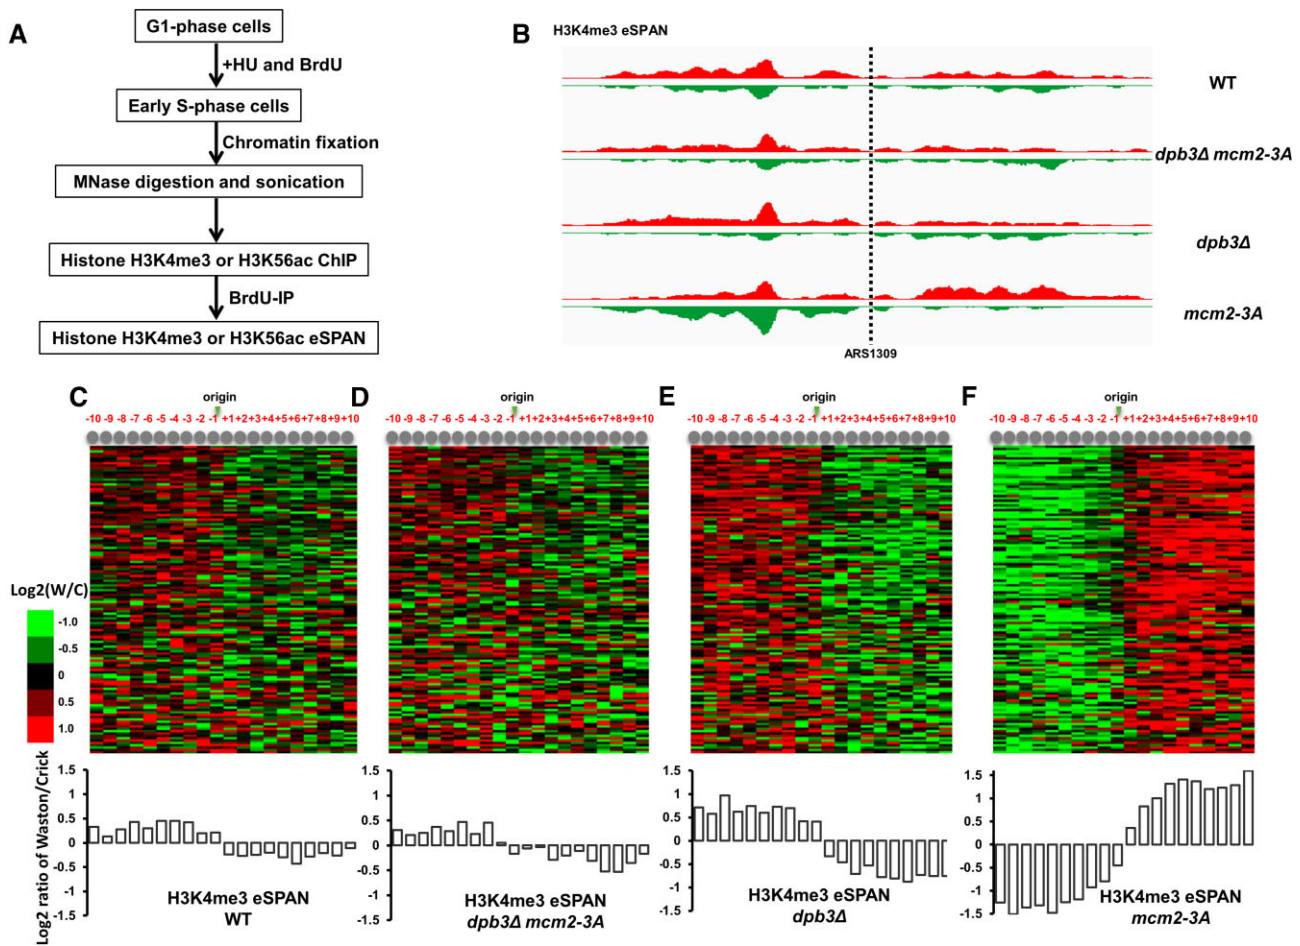 A
G1-phase cells
+HU and BrdU
Early S-phase cells
Chromatin fixation
MNase digestion and sonication
Histone H3K4me3 or H3K56ac ChIP
BrdU-IP
Histone H3K4me3 or H3K56ac eSPAN
B
H3K4me3 eSPAN
WT
dpb3Δ mcm2-3A
dpb3Δ
mcm2-3A
ARS1309
C
origin
-10 -9 -8 -7 -6 -5 -4 -3 -2 -1 +1 +2 +3 +4 +5 +6 +7 +8 +9 +10
D
origin
-10 -9 -8 -7 -6 -5 -4 -3 -2 -1 +1 +2 +3 +4 +5 +6 +7 +8 +9 +10
E
origin
-10 -9 -8 -7 -6 -5 -4 -3 -2 -1 +1 +2 +3 +4 +5 +6 +7 +8 +9 +10
F
origin
-10 -9 -8 -7 -6 -5 -4 -3 -2 -1 +1 +2 +3 +4 +5 +6 +7 +8 +9 +10
Log2(W/C)
-1.0
-0.5
0
0.5
1.0
Log2 ratio of Waston/Crick
1.5
1
0.5
0
-0.5
-1
-1.5
H3K4me3 eSPAN
WT
1.5
1
0.5
0
-0.5
-1
-1.5
H3K4me3 eSPAN
dpb3Δ mcm2-3A
1.5
1
0.5
0
-0.5
-1
-1.5
H3K4me3 eSPAN
dpb3Δ
1.5
1
0.5
0
-0.5
-1
-1.5
H3K4me3 eSPAN
mcm2-3A